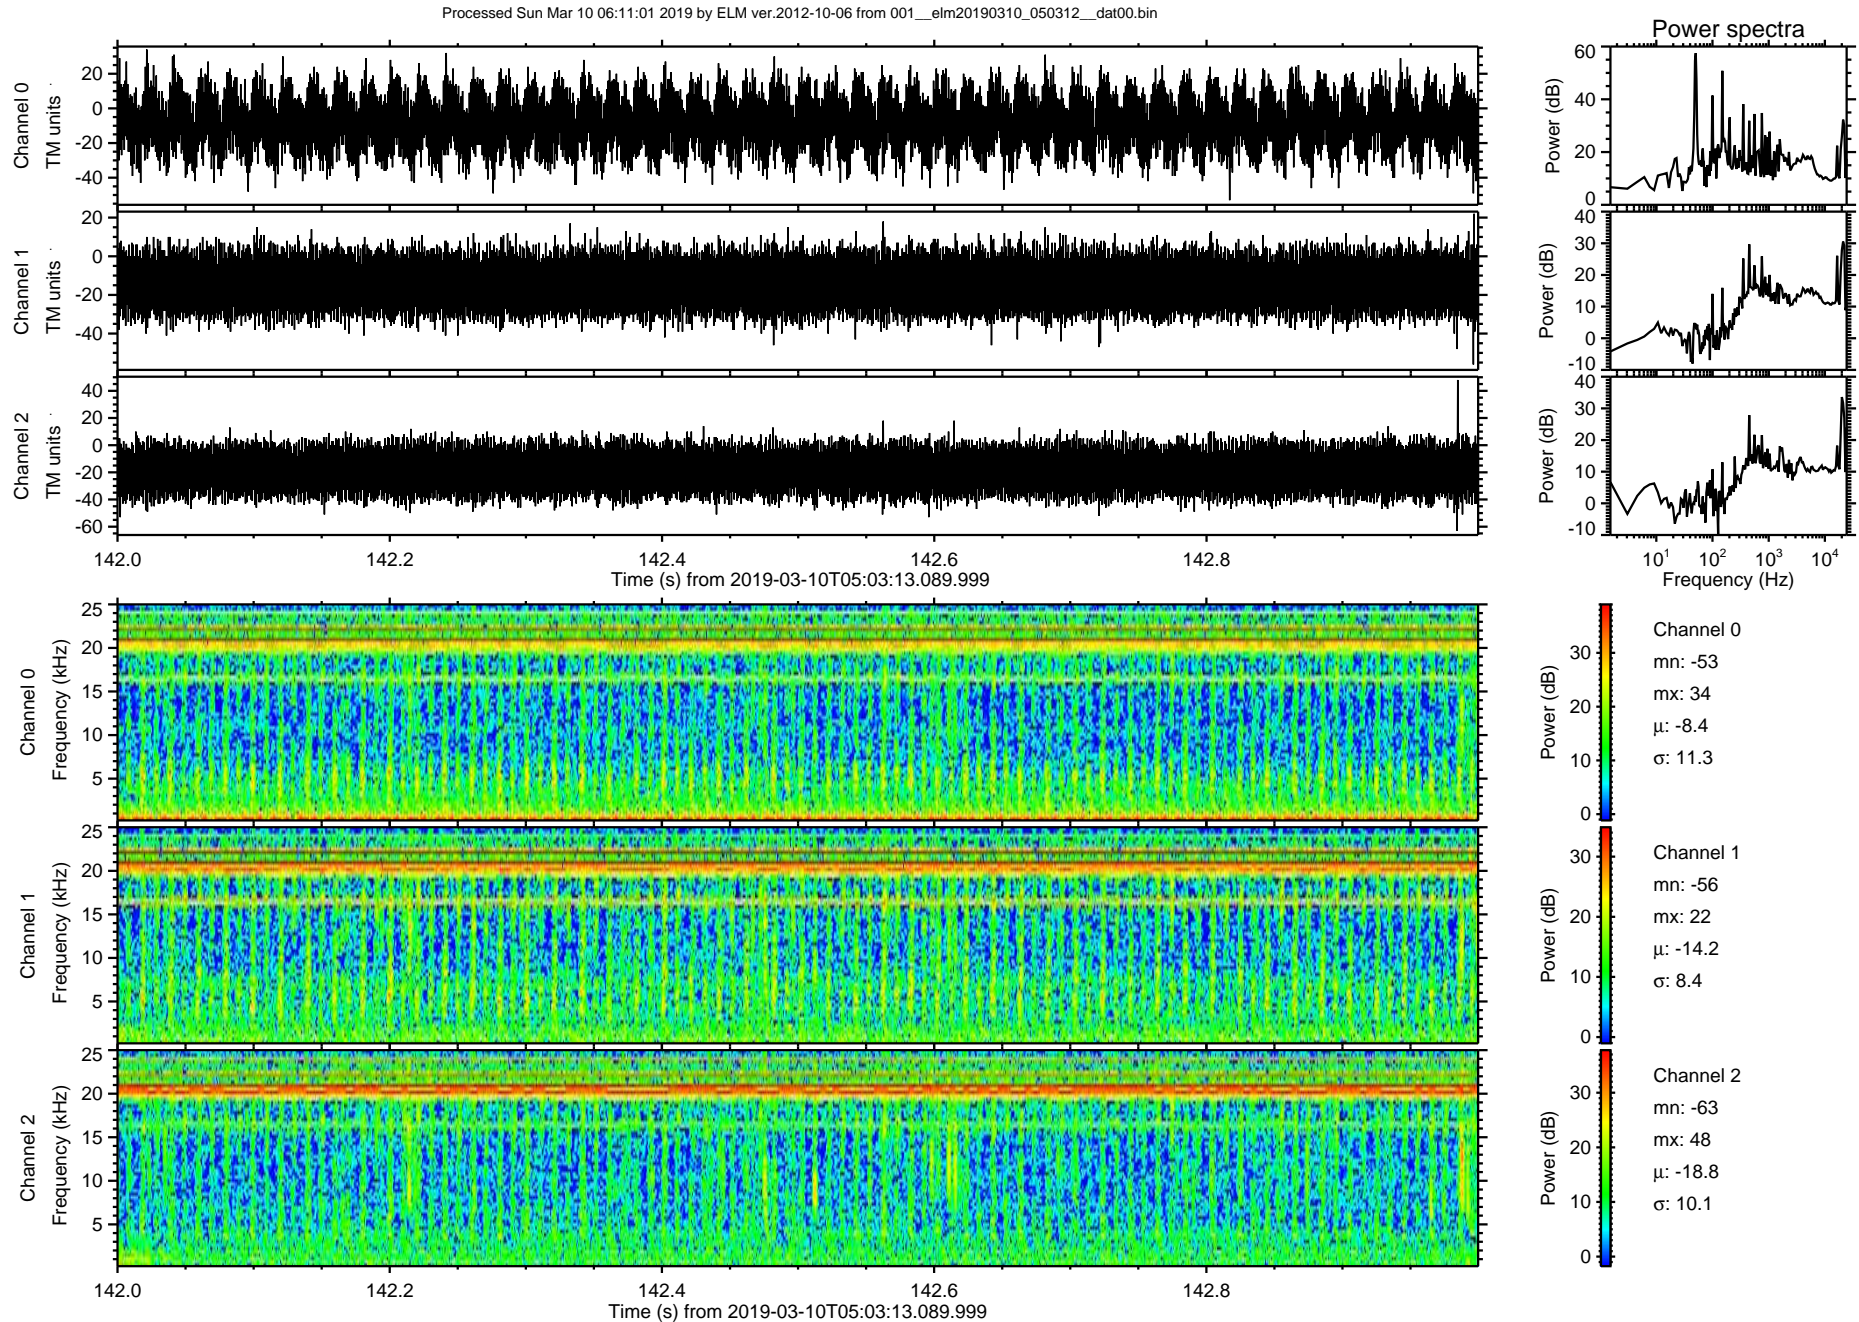 Processed Sun Mar 10 06:11:01 2019 by ELM ver.2012-10-06 from 001__elm20190310_050312__dat00.bin
Power spectra
Channel 0
TM units
20
0
-20
-40
Power (dB)
60
40
20
0
Channel 1
TM units
20
0
-20
-40
Power (dB)
40
30
20
10
0
-10
Channel 2
TM units
40
20
0
-20
-40
-60
Power (dB)
40
30
20
10
0
-10
142.0 142.2 142.4 142.6 142.8
Time (s) from 2019-03-10T05:03:13.089.999
10^1 10^2 10^3 10^4
Frequency (Hz)
Channel 0
Frequency (kHz)
25
20
15
10
5
Power (dB)
30
20
10
0
Channel 0
mn: -53
mx: 34
μ: -8.4
σ: 11.3
Channel 1
Frequency (kHz)
25
20
15
10
5
Power (dB)
30
20
10
0
Channel 1
mn: -56
mx: 22
μ: -14.2
σ: 8.4
Channel 2
Frequency (kHz)
25
20
15
10
5
Power (dB)
30
20
10
0
Channel 2
mn: -63
mx: 48
μ: -18.8
σ: 10.1
142.0 142.2 142.4 142.6 142.8
Time (s) from 2019-03-10T05:03:13.089.999